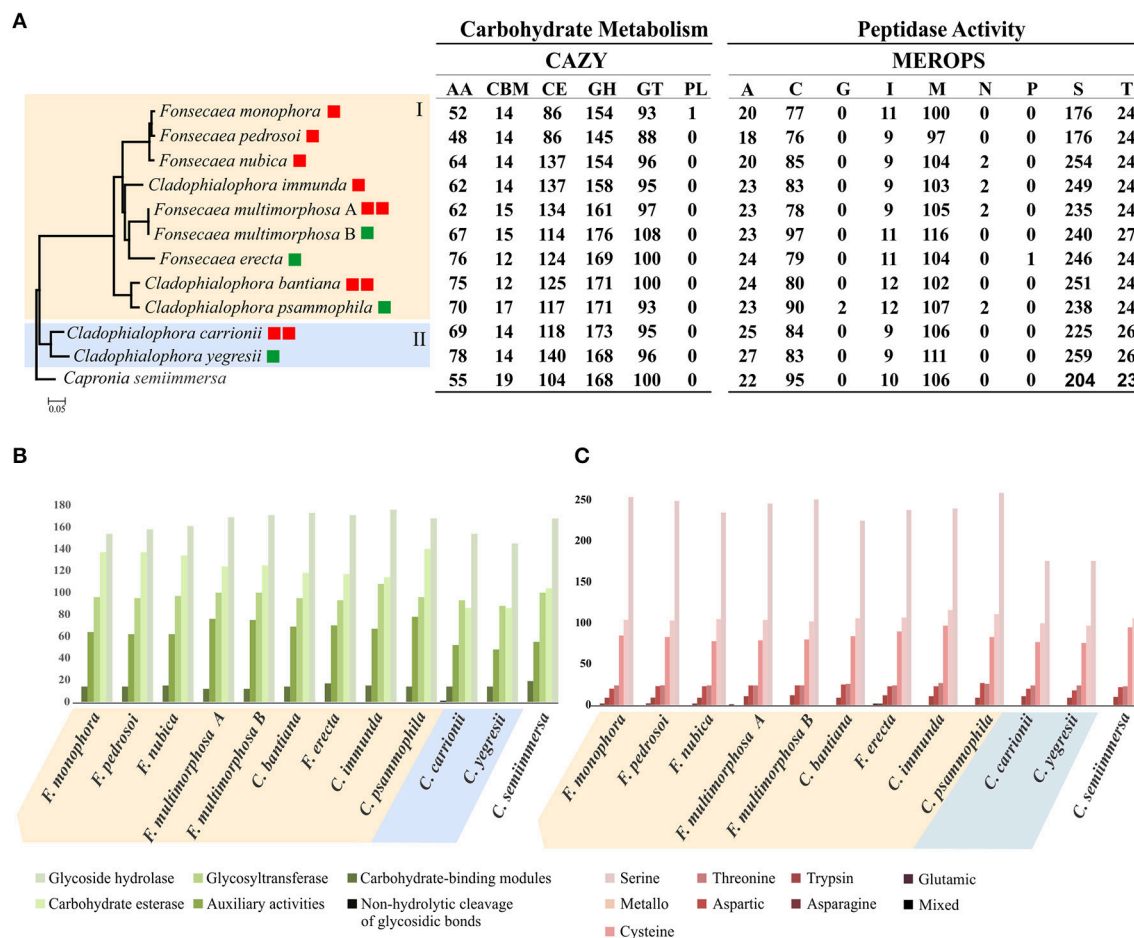 A
Carbohydrate Metabolism
Peptidase Activity
CAZY
MEROPS
AA CBM CE GH GT PL
A C G I M N P S T
I
Fonsecaea monophora 52 14 86 154 93 1 20 77 0 11 100 0 0 176 24
Fonsecaea pedrosoi 48 14 86 145 88 0 18 76 0 9 97 0 0 176 24
Fonsecaea nubica 64 14 137 154 96 0 20 85 0 9 104 2 0 254 24
Cladophialophora immunda 62 14 137 158 95 0 23 83 0 9 103 2 0 249 24
Fonsecaea multimorphosa A 62 15 134 161 97 0 23 78 0 9 105 2 0 235 24
Fonsecaea multimorphosa B 67 15 114 176 108 0 23 97 0 11 116 0 0 240 27
Fonsecaea erecta 76 12 124 169 100 0 24 79 0 11 104 0 1 246 24
Cladophialophora bantiana 75 12 125 171 100 0 24 80 0 12 102 0 0 251 24
Cladophialophora psammophila 70 17 117 171 93 0 23 90 2 12 107 2 0 238 24
II
Cladophialophora carrionii 69 14 118 173 95 0 25 84 0 9 106 0 0 225 26
Cladophialophora yegresii 78 14 140 168 96 0 27 83 0 9 111 0 0 259 26
Capronia semiimmersa 55 19 104 168 100 0 22 95 0 10 106 0 0 204 23
0.05
B
180
160
140
120
100
80
60
40
20
0
F. monophora
F. pedrosoi
F. nubica
F. multimorphosa A
F. multimorphosa B
C. bantiana
F. erecta
C. immunda
C. psammophila
C. carrionii
C. yegresii
C. semiimmersa
Glycoside hydrolase
Glycosyltransferase
Carbohydrate-binding modules
Carbohydrate esterase
Auxiliary activities
Non-hydrolytic cleavage
of glycosidic bonds
C
250
200
150
100
50
0
F. monophora
F. pedrosoi
F. nubica
F. multimorphosa A
F. multimorphosa B
C. bantiana
F. erecta
C. immunda
C. psammophila
C. carrionii
C. yegresii
C. semiimmersa
Serine
Threonine
Trypsin
Glutamic
Metallo
Aspartic
Asparagine
Mixed
Cysteine